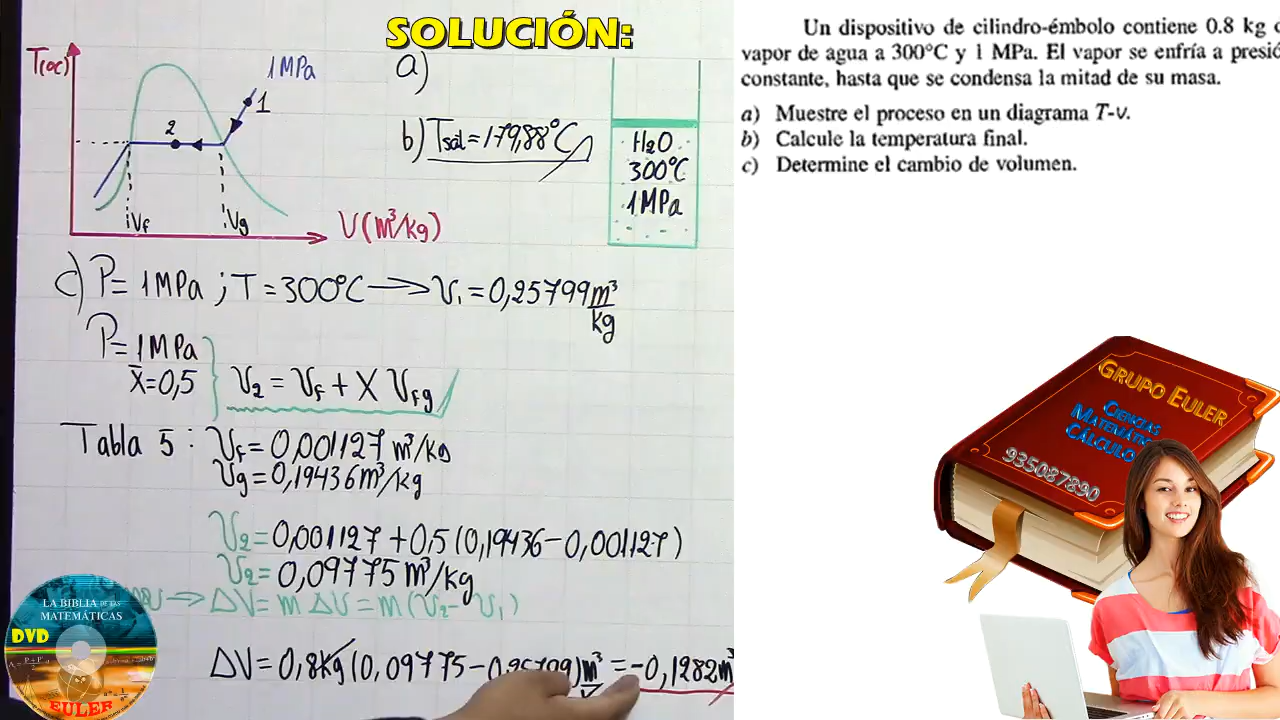 SOLUCIÓN:
Un dispositivo de cilindro-émbolo contiene 0.8 kg
vapor de agua a 300°C y 1 MPa. El vapor se enfría a presió
constante, hasta que se condensa la mitad de su masa.
a) Muestre el proceso en un diagrama T-v.
b) Calcule la temperatura final.
c) Determine el cambio de volumen.
T(°C)
1MPa
1
2
Vf
Vg
V(m³/kg)
a)
b) Tsat=179,88°C
H2O
300°C
1MPa
c) P= 1MPa ; T = 300°C → V1 = 0,25799 m³/kg
P= 1MPa
X=0,5
V2 = Vf + X Vfg
Tabla 5: Vf = 0,001127 m³/kg
Vg = 0,19436 m³/kg
V2 = 0,001127 + 0,5 (0,19436 - 0,001127)
V2 = 0,09775 m³/kg
→ ΔV = m ΔV = m (V2 - V1)
ΔV = 0,8kg (0,09775 - ) m³ = -0,1282m³
LA BIBLIA DE LAS
MATEMÁTICAS
DVD
EULER
GRUPO EULER
CIENCIAS
MATEMÁTIC
CÁLCULO
935087890